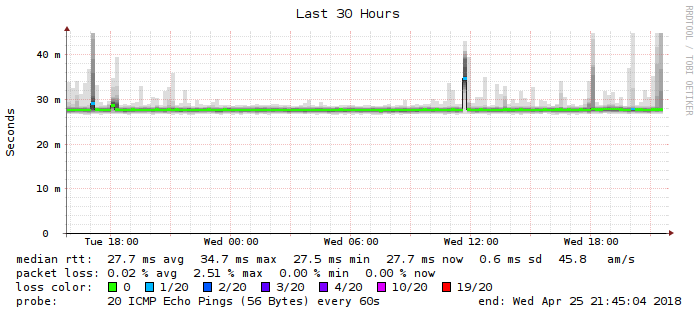 Last 30 Hours
RRDTOOL / TOBI OETIKER
Seconds
40 m
30 m
20 m
10 m
0
Tue 18:00 Wed 00:00 Wed 06:00 Wed 12:00 Wed 18:00
median rtt: 27.7 ms avg 34.7 ms max 27.5 ms min 27.7 ms now 0.6 ms sd 45.8 am/s
packet loss: 0.02 % avg 2.51 % max 0.00 % min 0.00 % now
loss color: 0 1/20 2/20 3/20 4/20 10/20 19/20
probe: 20 ICMP Echo Pings (56 Bytes) every 60s end: Wed Apr 25 21:45:04 2018